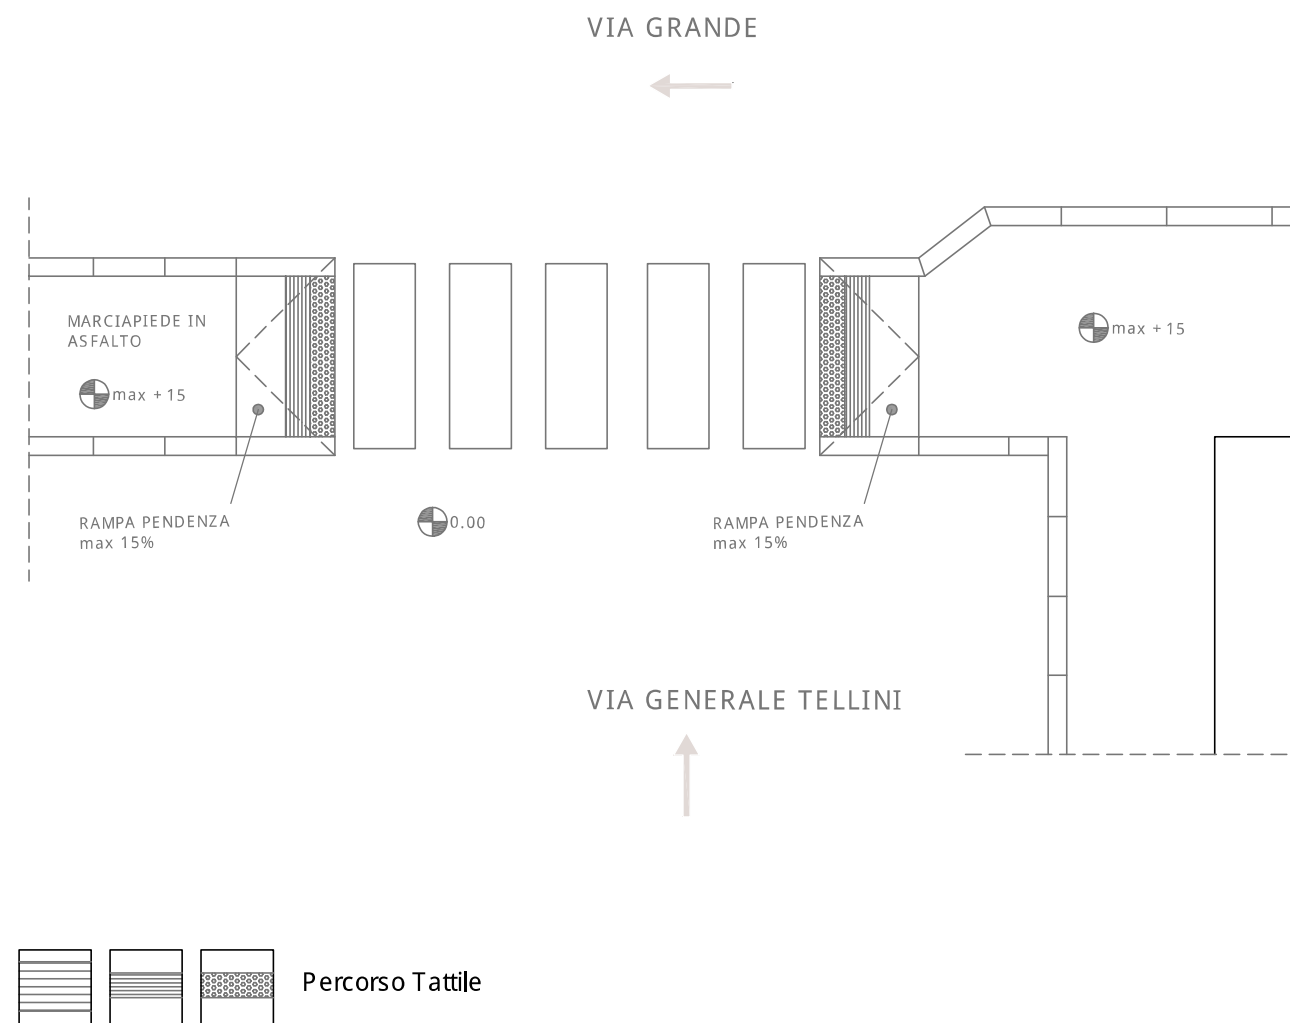 VIA GRANDE
MARCIAPIEDE IN
ASFALTO
max +15
max +15
RAMPA PENDENZA
max 15%
0.00
RAMPA PENDENZA
max 15%
VIA GENERALE TELLINI
Percorso Tattile